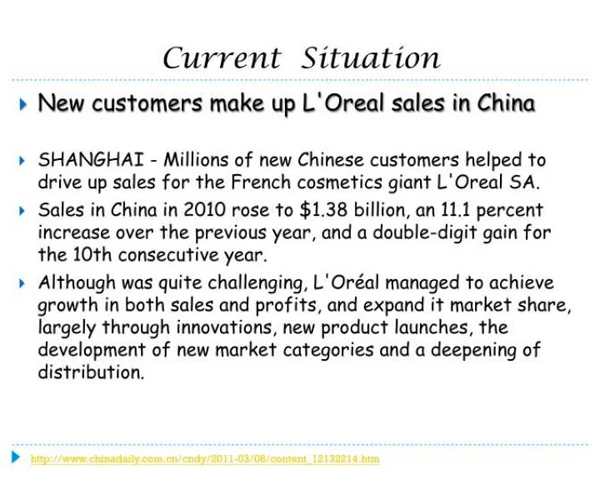 Current Situation
New customers make up L'Oreal sales in China
SHANGHAI - Millions of new Chinese customers helped to
drive up sales for the French cosmetics giant L'Oreal SA.
Sales in China in 2010 rose to $1.38 billion, an 11.1 percent
increase over the previous year, and a double-digit gain for
the 10th consecutive year.
Although was quite challenging, L'Oréal managed to achieve
growth in both sales and profits, and expand it market share,
largely through innovations, new product launches, the
development of new market categories and a deepening of
distribution.
http://www.chinadaily.com.cn/cndy/2011-03/08/content_12132214.htm